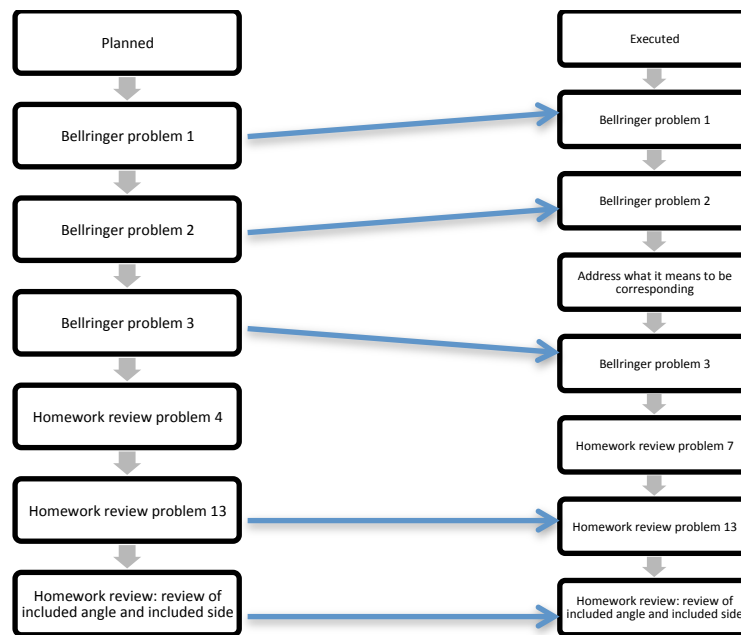 Planned
Bellringer problem 1
Bellringer problem 2
Bellringer problem 3
Homework review problem 4
Homework review problem 13
Homework review: review of
included angle and included side
Executed
Bellringer problem 1
Bellringer problem 2
Address what it means to be
corresponding
Bellringer problem 3
Homework review problem 7
Homework review problem 13
Homework review: review of
included angle and included side